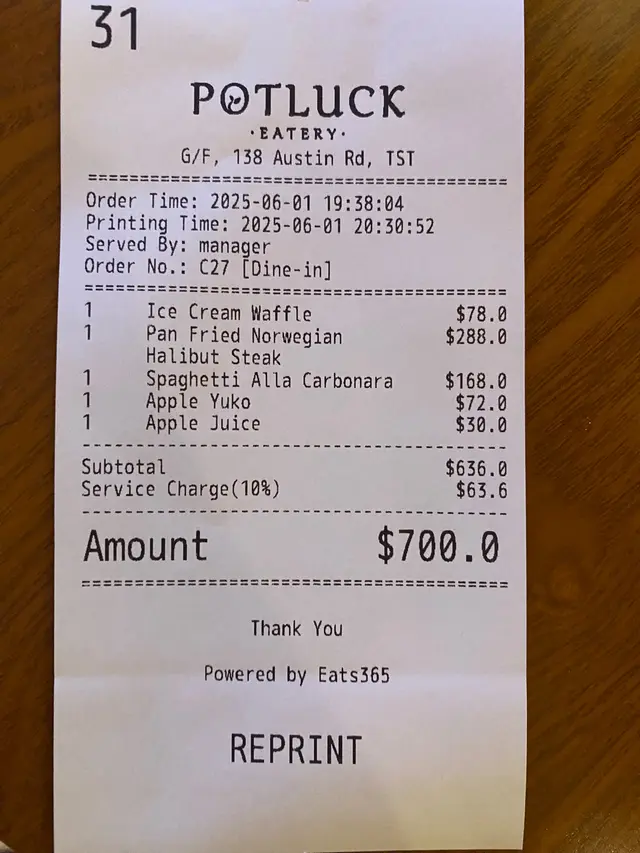 31
POTLUCK
·EATERY·
G/F, 138 Austin Rd, TST
========================================
Order Time: 2025-06-01 19:38:04
Printing Time: 2025-06-01 20:30:52
Served By: manager
Order No.: C27 [Dine-in]
========================================
1 Ice Cream Waffle $78.0
1 Pan Fried Norwegian $288.0
Halibut Steak
1 Spaghetti Alla Carbonara $168.0
1 Apple Yuko $72.0
1 Apple Juice $30.0
----------------------------------------
Subtotal $636.0
Service Charge(10%) $63.6
----------------------------------------
Amount $700.0
========================================
Thank You
Powered by Eats365
REPRINT